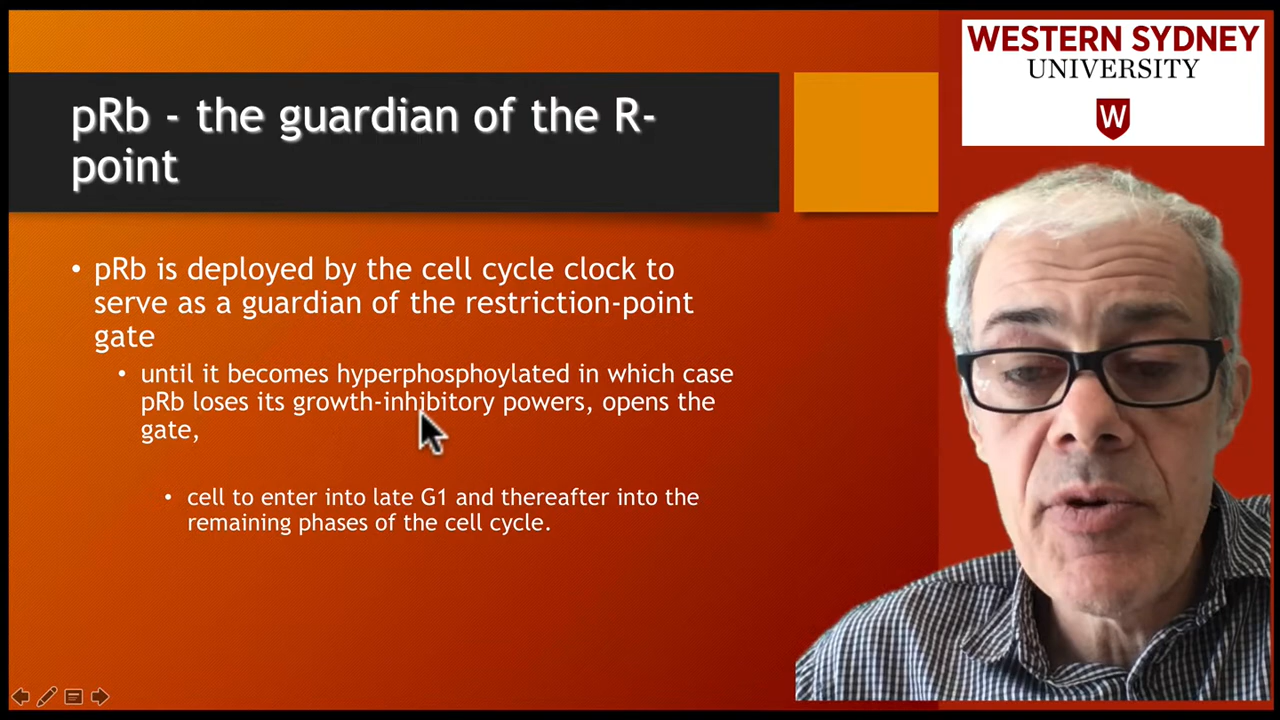 pRb - the guardian of the R-
point
• pRb is deployed by the cell cycle clock to
serve as a guardian of the restriction-point
gate
• until it becomes hyperphosphoylated in which case
pRb loses its growth-inhibitory powers, opens the
gate,
• cell to enter into late G1 and thereafter into the
remaining phases of the cell cycle.
WESTERN SYDNEY
UNIVERSITY
W